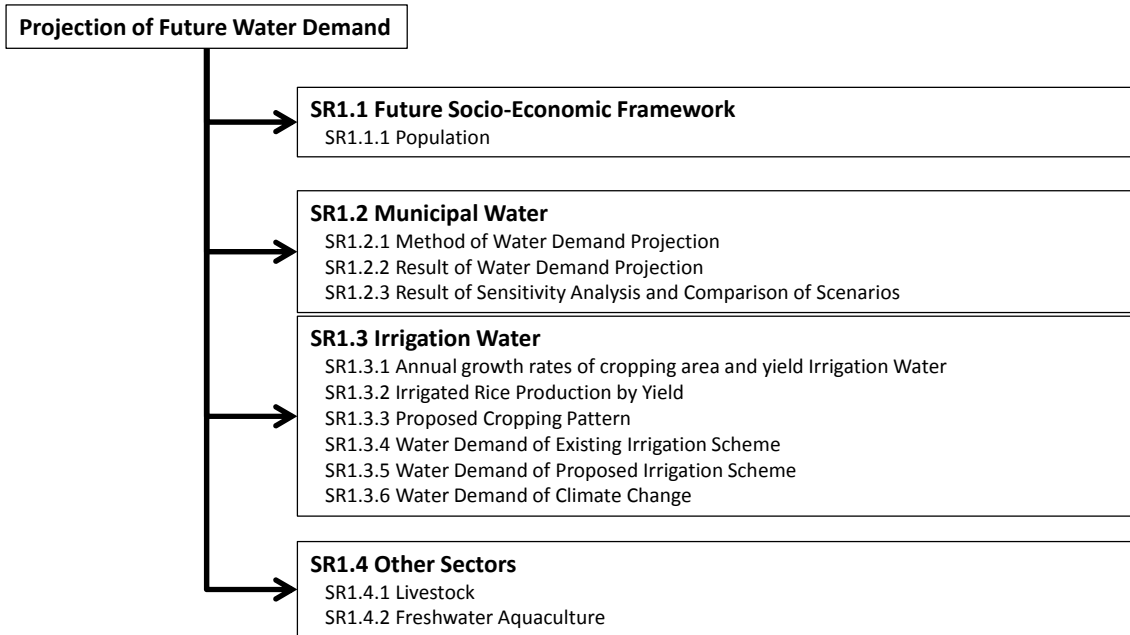 Projection of Future Water Demand
SR1.1 Future Socio-Economic Framework
SR1.1.1 Population
SR1.2 Municipal Water
SR1.2.1 Method of Water Demand Projection
SR1.2.2 Result of Water Demand Projection
SR1.2.3 Result of Sensitivity Analysis and Comparison of Scenarios
SR1.3 Irrigation Water
SR1.3.1 Annual growth rates of cropping area and yield Irrigation Water
SR1.3.2 Irrigated Rice Production by Yield
SR1.3.3 Proposed Cropping Pattern
SR1.3.4 Water Demand of Existing Irrigation Scheme
SR1.3.5 Water Demand of Proposed Irrigation Scheme
SR1.3.6 Water Demand of Climate Change
SR1.4 Other Sectors
SR1.4.1 Livestock
SR1.4.2 Freshwater Aquaculture